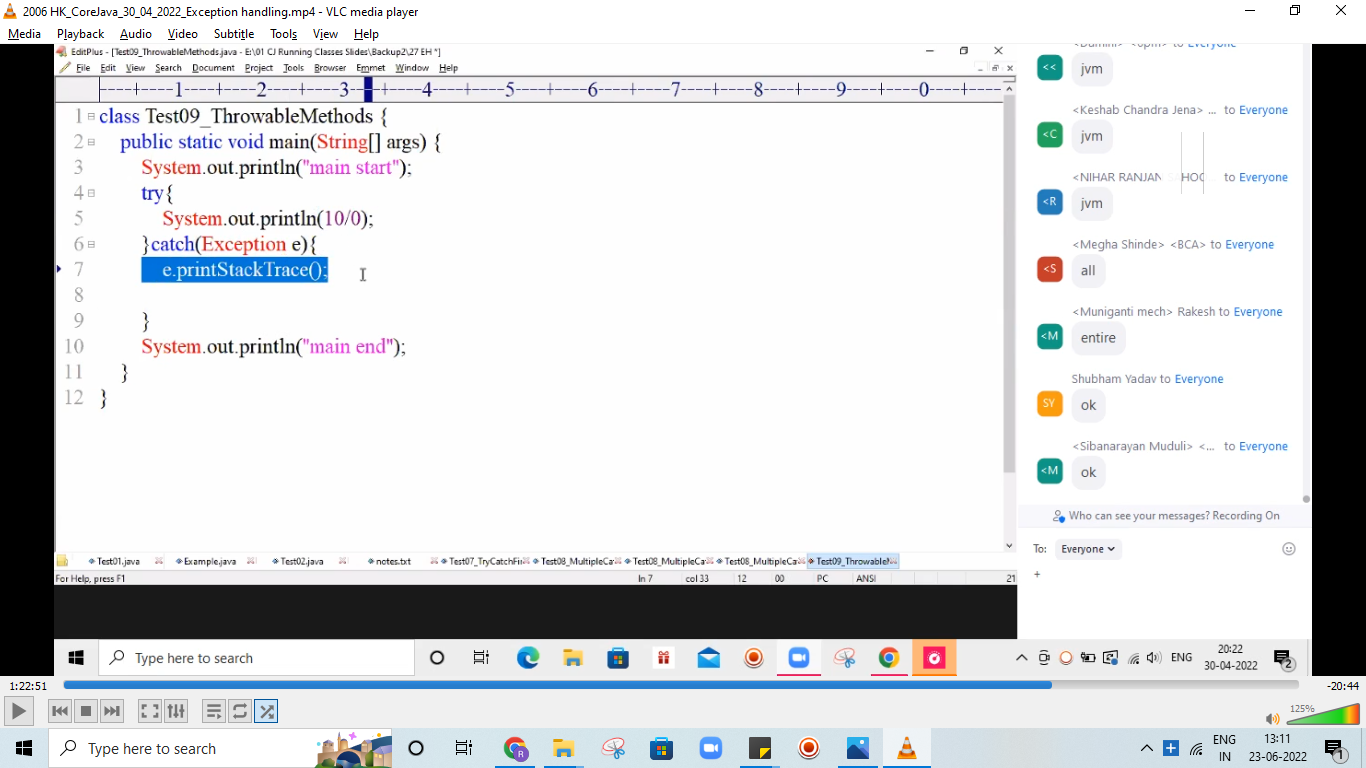 2006 HK_CoreJava_30_04_2022_Exception handling.mp4 - VLC media player
Media Playback Audio Video Subtitle Tools View Help
EditPlus - [Test09_ThrowableMethods.java - E:\01 CJ Running Classes Slides\Backup2\27 EH *]
File Edit View Search Document Project Tools Browser Emmet Window Help
----+----1----+----2----+----3----+----4----+----5----+----6----+----7----+----8----+----9----+----0----+----
1 class Test09_ThrowableMethods {
2 public static void main(String[] args) {
3 System.out.println("main start");
4 try{
5 System.out.println(10/0);
6 }catch(Exception e){
7 e.printStackTrace();
8
9 }
10 System.out.println("main end");
11 }
12 }
Test01.java Example.java Test02.java notes.txt Test07_TryCatchFi Test08_MultipleCa Test08_MultipleCa Test08_MultipleCa Test09_Throwable
For Help, press F1 ln 7 col 33 12 00 PC ANSI 21
to Everyone
<< jvm
<Keshab Chandra Jena> ... to Everyone
<C jvm
<NIHAR RANJAN to Everyone
<R jvm
<Megha Shinde> <BCA> to Everyone
<S all
<Muniganti mech> Rakesh to Everyone
<M entire
Shubham Yadav to Everyone
SY ok
<Sibanarayan Muduli> <... to Everyone
<M ok
Who can see your messages? Recording On
To: Everyone
Type here to search
ENG
20:22
30-04-2022
2
1:22:51 -20:44
125%
Type here to search
R
ENG
IN
13:11
23-06-2022
1